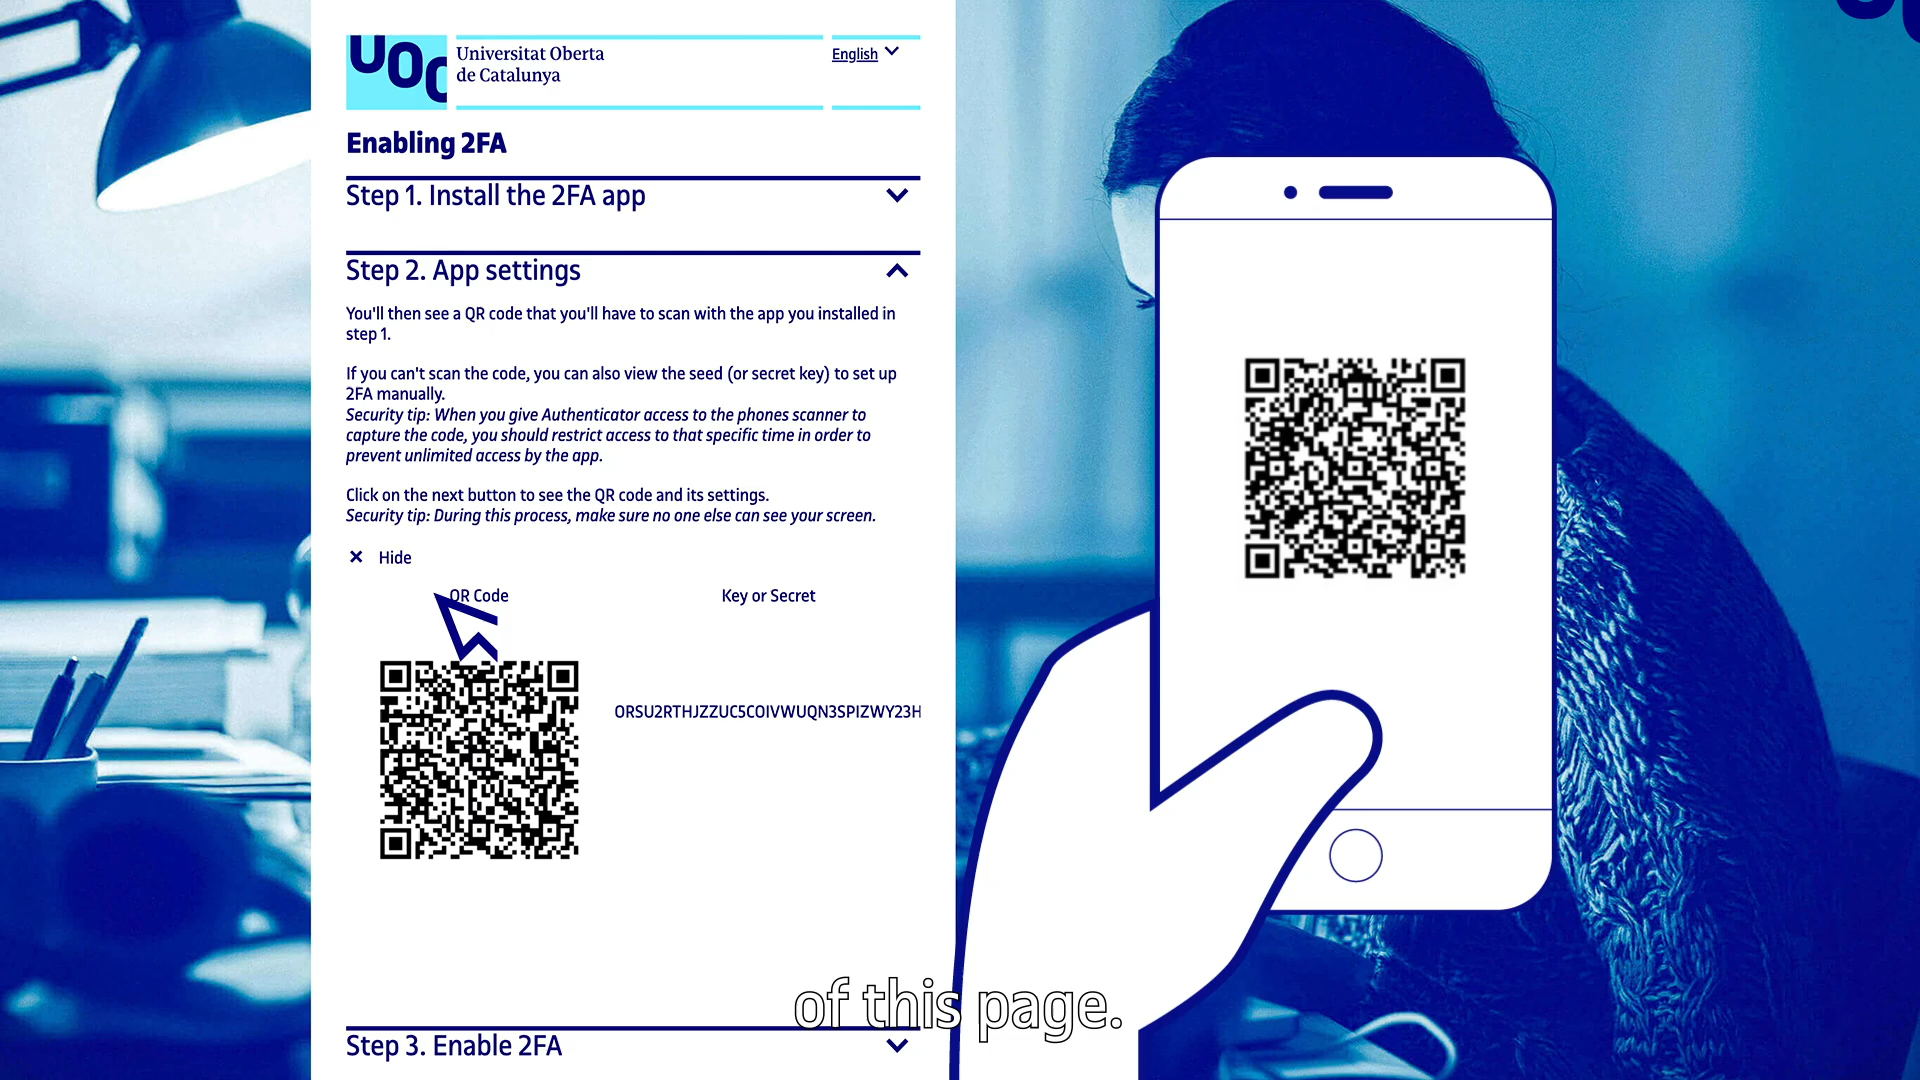 UOC
Universitat Oberta
de Catalunya
English
Enabling 2FA
Step 1. Install the 2FA app
Step 2. App settings
You'll then see a QR code that you'll have to scan with the app you installed in
step 1.
If you can't scan the code, you can also view the seed (or secret key) to set up
2FA manually.
Security tip: When you give Authenticator access to the phones scanner to
capture the code, you should restrict access to that specific time in order to
prevent unlimited access by the app.
Click on the next button to see the QR code and its settings.
Security tip: During this process, make sure no one else can see your screen.
Hide
QR Code
Key or Secret
ORSU2RTHJZZUC5COIVWUQN3SPIZWY23H
of this page.
Step 3. Enable 2FA